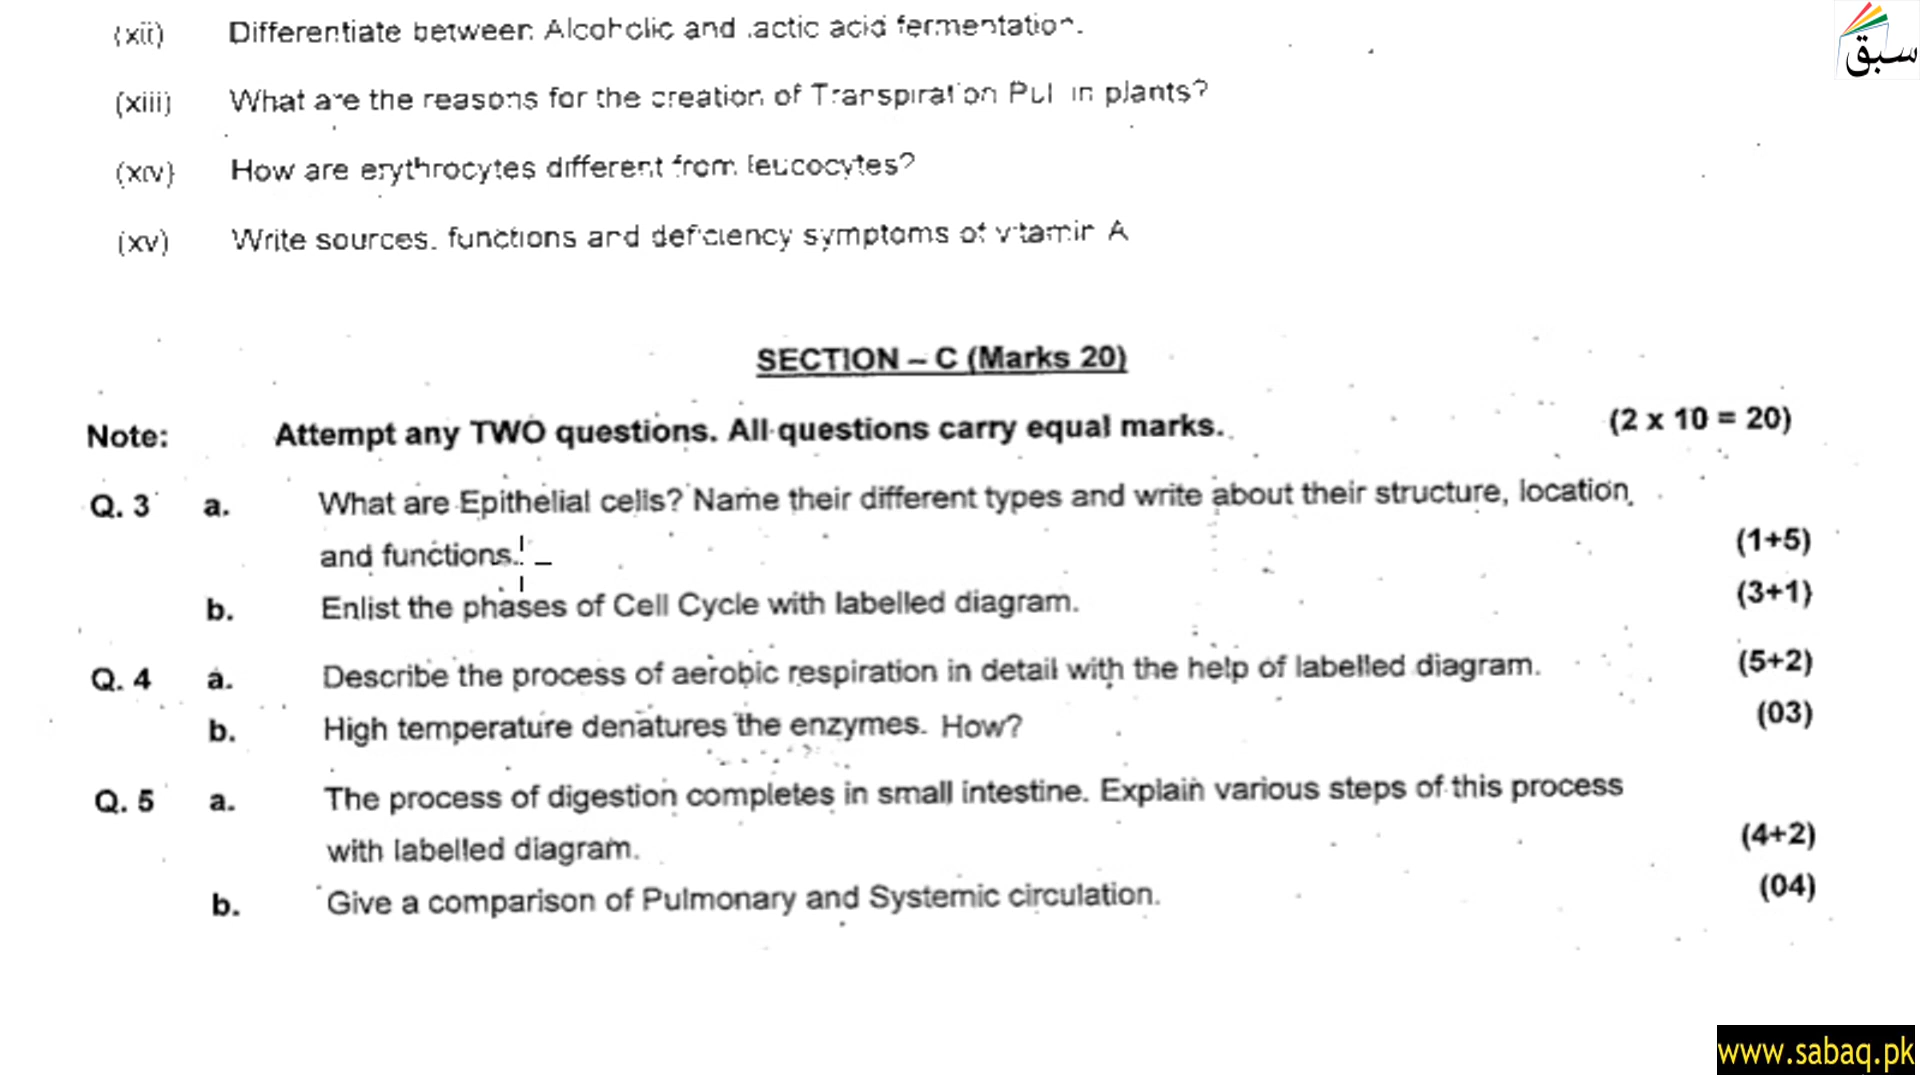 سبق
(xii) Differentiate between Alcoholic and lactic acid fermentation.
(xiii) What are the reasons for the creation of Transpiration Pull in plants?
(xiv) How are erythrocytes different from leucocytes?
(xv) Write sources, functions and deficiency symptoms of vitamin A
SECTION – C (Marks 20)
Note: Attempt any TWO questions. All questions carry equal marks. (2 x 10 = 20)
Q. 3 a. What are Epithelial cells? Name their different types and write about their structure, location,
and functions. (1+5)
b. Enlist the phases of Cell Cycle with labelled diagram. (3+1)
Q. 4 a. Describe the process of aerobic respiration in detail with the help of labelled diagram. (5+2)
b. High temperature denatures the enzymes. How? (03)
Q. 5 a. The process of digestion completes in small intestine. Explain various steps of this process
with labelled diagram. (4+2)
b. Give a comparison of Pulmonary and Systemic circulation. (04)
www.sabaq.pk